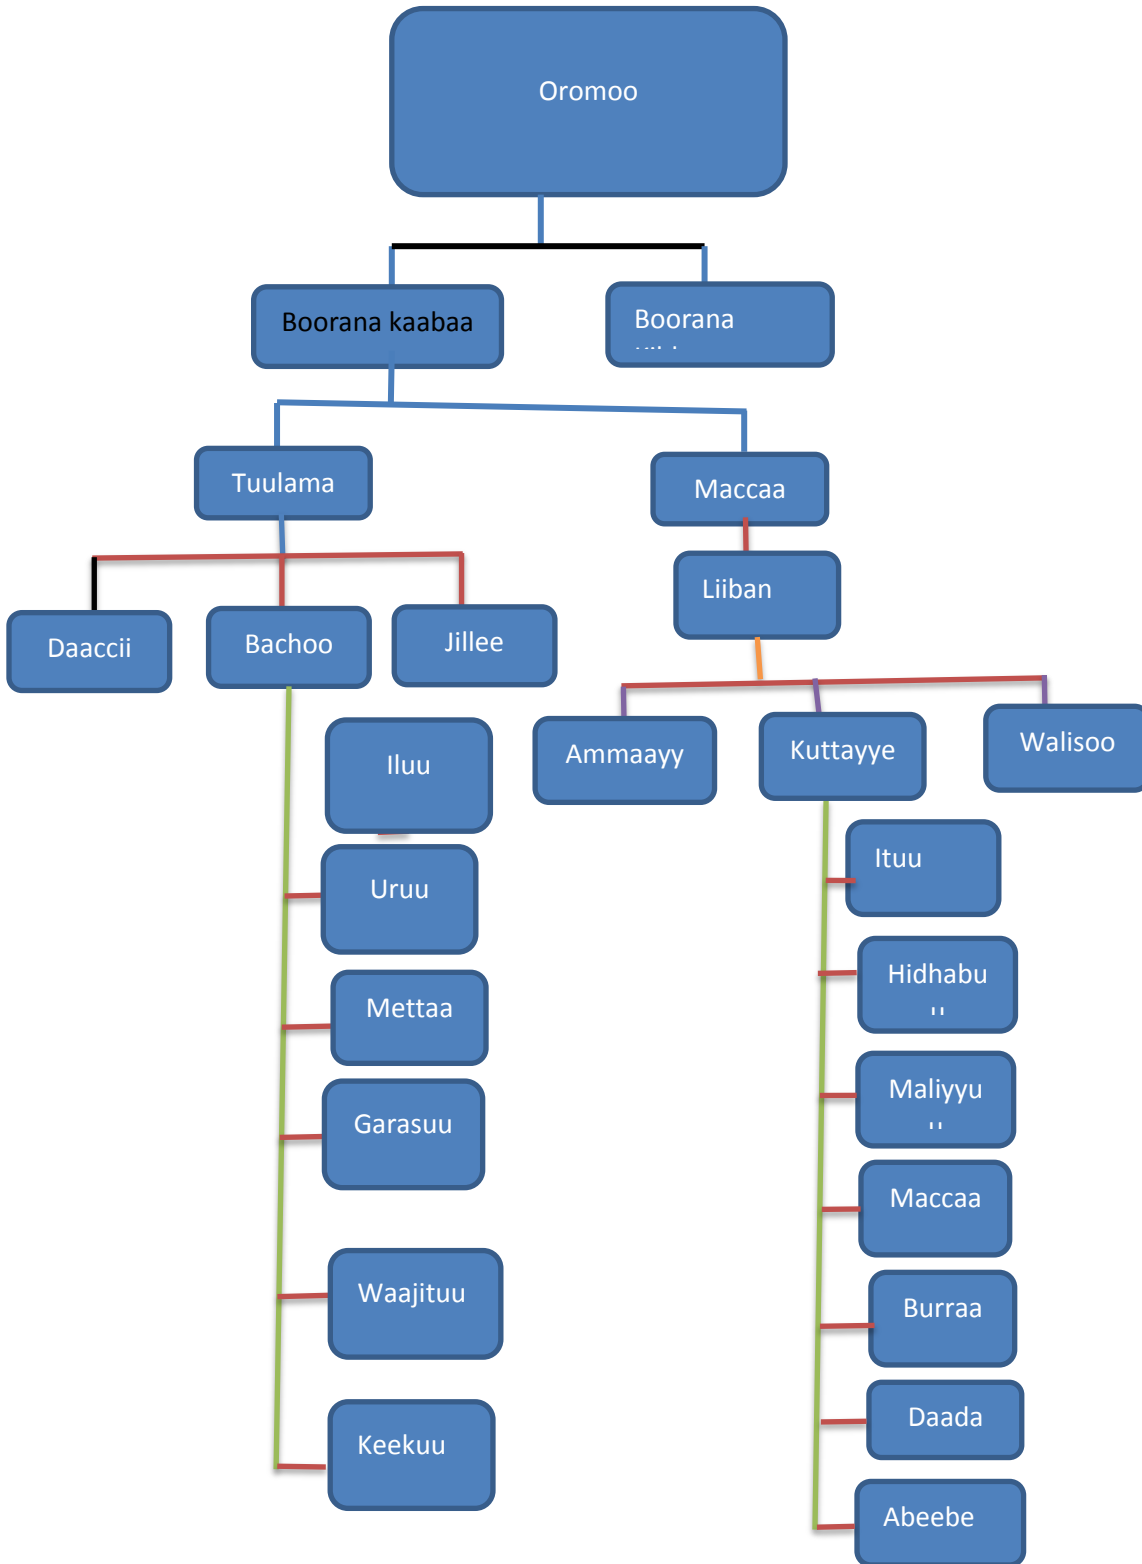 Oromoo
Boorana kaabaa
Boorana
Tuulama
Maccaa
Liiban
Daaccii
Bachoo
Jillee
Ammaayy
Kuttayye
Walisoo
Iluu
Uruu
Mettaa
Garasuu
Waajituu
Keekuu
Ituu
Hidhabu
Maliyyu
Maccaa
Burraa
Daada
Abeebe